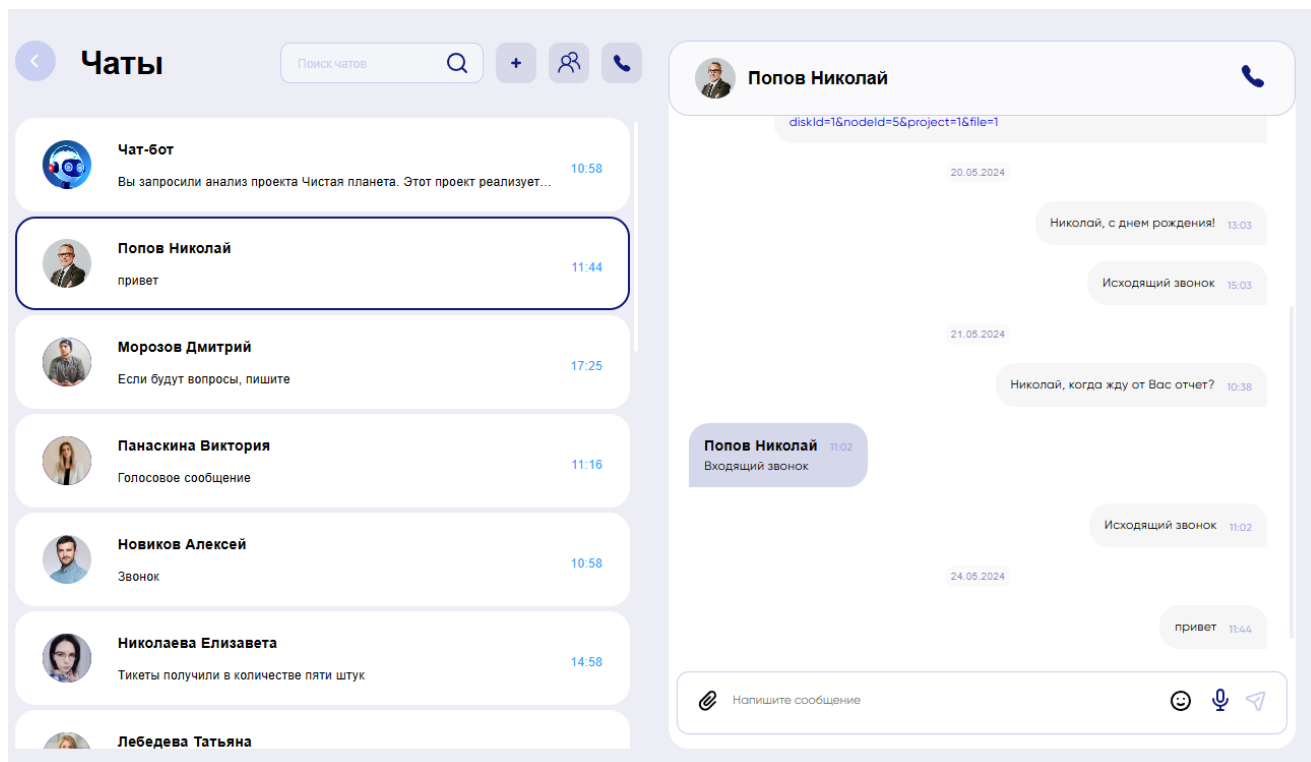 Чаты
Поиск чатов
+
Чат-бот
Вы запросили анализ проекта Чистая планета. Этот проект реализует...
10:58
Попов Николай
привет
11:44
Морозов Дмитрий
Если будут вопросы, пишите
17:25
Панаскина Виктория
Голосовое сообщение
11:16
Новиков Алексей
Звонок
10:58
Николаева Елизавета
Тикеты получили в количестве пяти штук
14:58
Лебедева Татьяна
Попов Николай
diskId=1&nodeId=5&project=1&file=1
20.05.2024
Николай, с днем рождения! 13:03
Исходящий звонок 15:03
21.05.2024
Николай, когда жду от Вас отчет? 10:38
Попов Николай 11:02
Входящий звонок
Исходящий звонок 11:02
24.05.2024
привет 11:44
Напишите сообщение